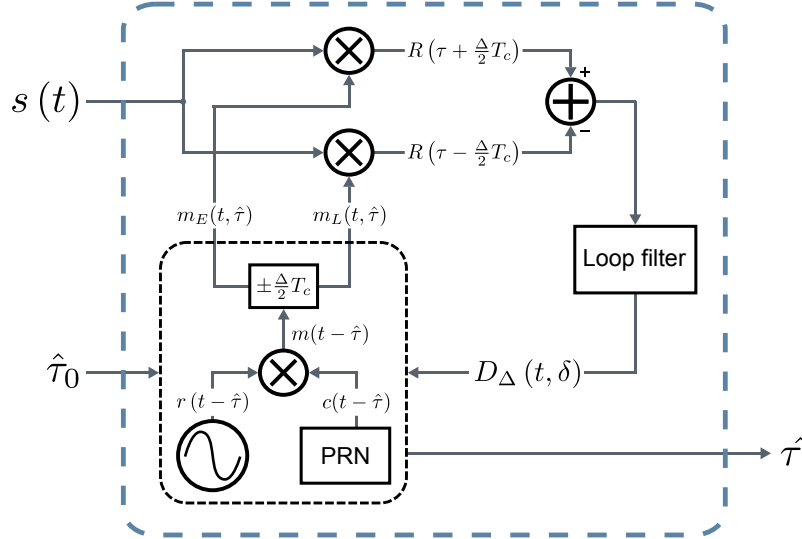 R(τ + Δ/2 T_c)
+
s(t)
−
R(τ − Δ/2 T_c)
m_E(t, τ̂)
m_L(t, τ̂)
Loop filter
±Δ/2 T_c
m(t−τ̂)
τ̂_0
D_Δ(t, δ)
r(t−τ̂)
c(t−τ̂)
PRN
τ̂